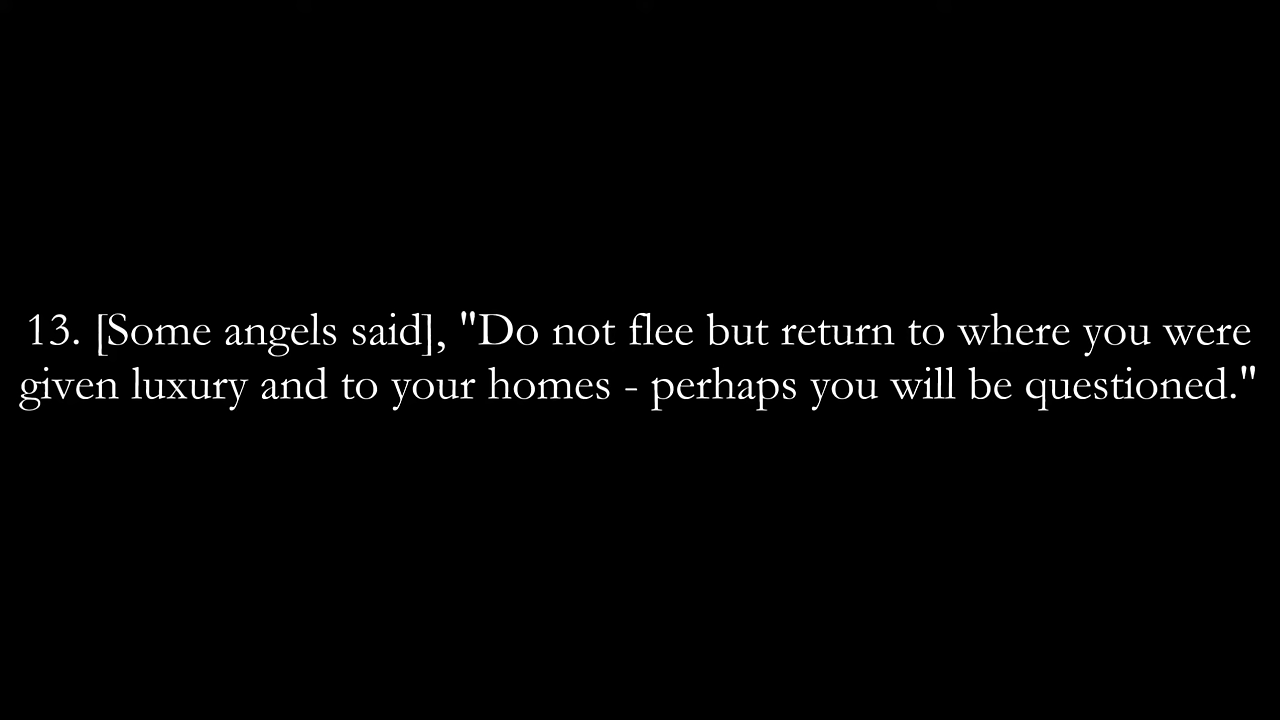 13. [Some angels said], "Do not flee but return to where you were
given luxury and to your homes - perhaps you will be questioned."